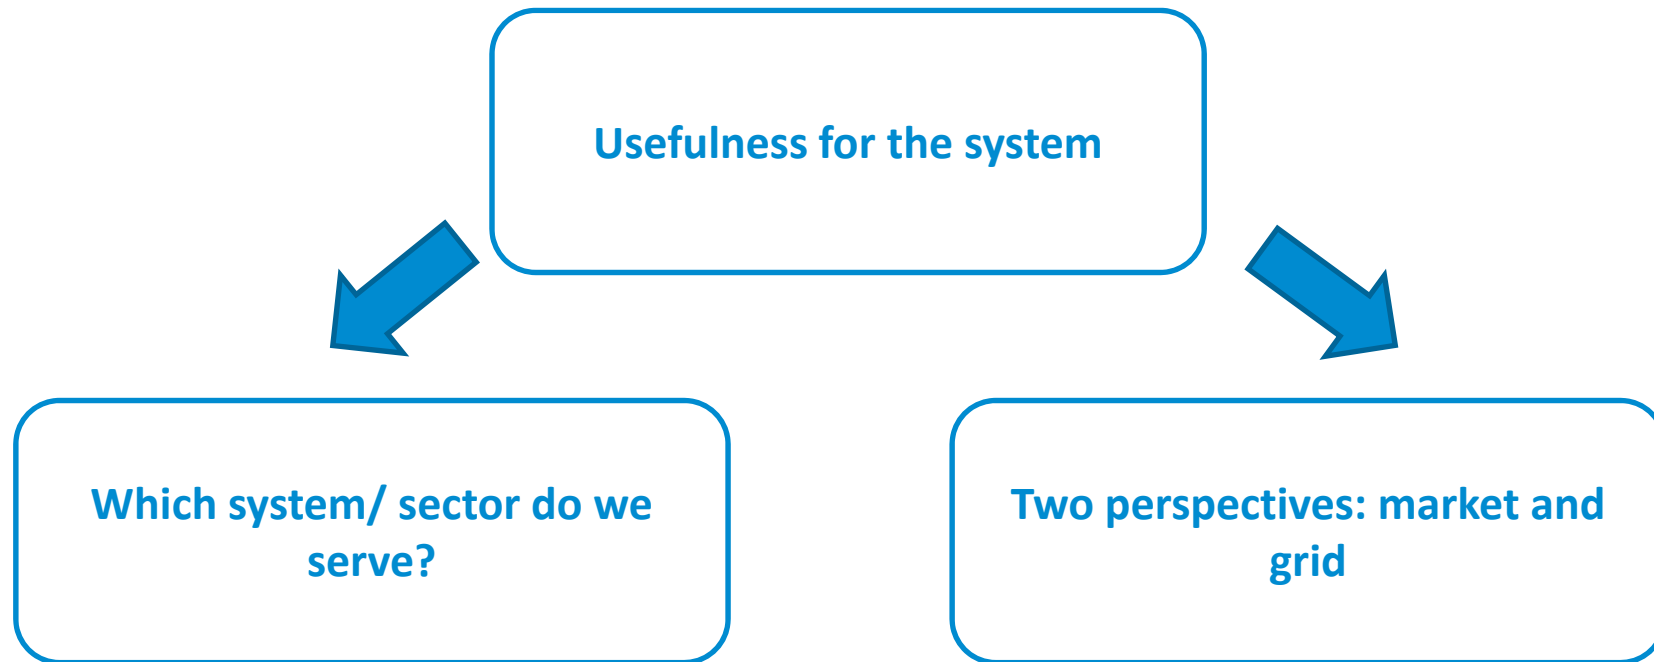 Usefulness for the system
Which system/ sector do we
serve?
Two perspectives: market and
grid